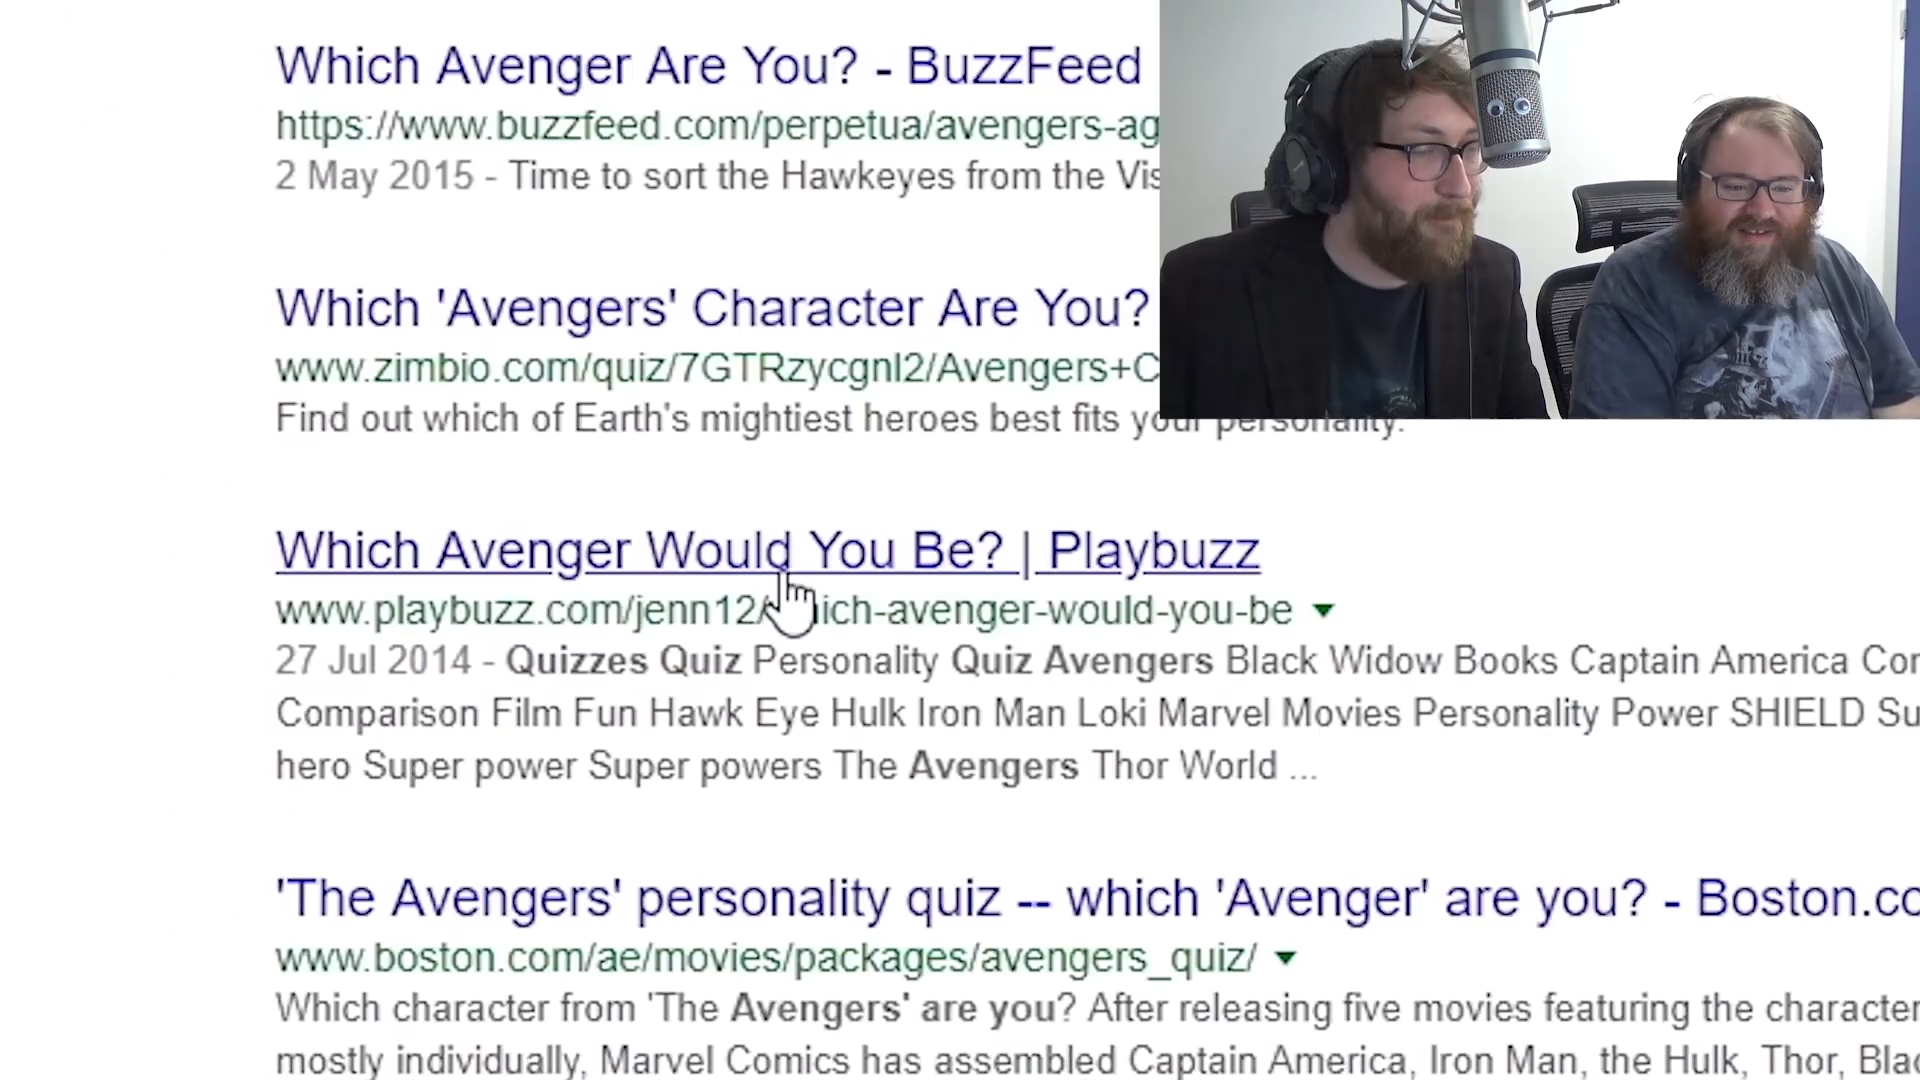 Which Avenger Are You? - BuzzFeed
https://www.buzzfeed.com/perpetua/avengers-ag
2 May 2015 - Time to sort the Hawkeyes from the Vis
Which 'Avengers' Character Are You?
www.zimbio.com/quiz/7GTRzycgnl2/Avengers+C
Find out which of Earth's mightiest heroes best fits your personality.
Which Avenger Would You Be? | Playbuzz
www.playbuzz.com/jenn12/which-avenger-would-you-be
27 Jul 2014 - Quizzes Quiz Personality Quiz Avengers Black Widow Books Captain America Cor
Comparison Film Fun Hawk Eye Hulk Iron Man Loki Marvel Movies Personality Power SHIELD Su
hero Super power Super powers The Avengers Thor World ...
'The Avengers' personality quiz -- which 'Avenger' are you? - Boston.co
www.boston.com/ae/movies/packages/avengers_quiz/
Which character from 'The Avengers' are you? After releasing five movies featuring the character
mostly individually, Marvel Comics has assembled Captain America, Iron Man, the Hulk, Thor, Blac